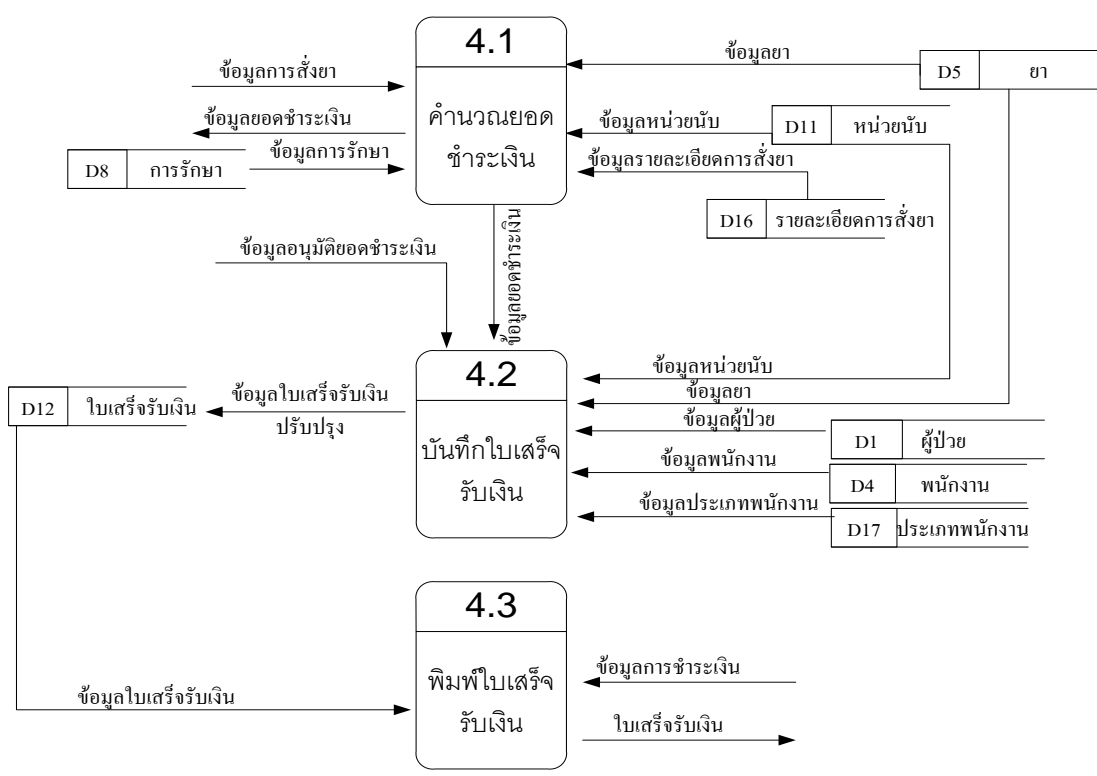 4.1
คำนวณยอด
ชำระเงิน
ข้อมูลการสั่งยา
ข้อมูลยอดชำระเงิน
ข้อมูลการรักษา
D8 การรักษา
ข้อมูลยา
D5 ยา
ข้อมูลหน่วยนับ
D11 หน่วยนับ
ข้อมูลรายละเอียดการสั่งยา
D16 รายละเอียดการสั่งยา
ข้อมูลยอดชำระเงิน
ข้อมูลอนุมัติยอดชำระเงิน
4.2
บันทึกใบเสร็จ
รับเงิน
D12 ใบเสร็จรับเงิน
ข้อมูลใบเสร็จรับเงิน
ปรับปรุง
ข้อมูลหน่วยนับ
ข้อมูลยา
ข้อมูลผู้ป่วย
D1 ผู้ป่วย
ข้อมูลพนักงาน
D4 พนักงาน
ข้อมูลประเภทพนักงาน
D17 ประเภทพนักงาน
4.3
พิมพ์ใบเสร็จ
รับเงิน
ข้อมูลใบเสร็จรับเงิน
ข้อมูลการชำระเงิน
ใบเสร็จรับเงิน